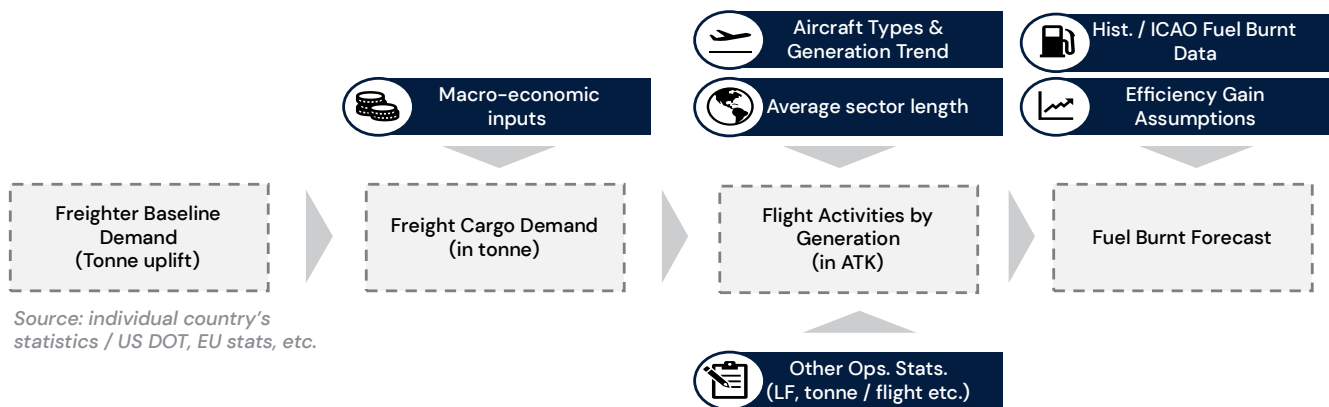 Aircraft Types &
Generation Trend
Hist. / ICAO Fuel Burnt
Data
Macro-economic
inputs
Average sector length
Efficiency Gain
Assumptions
Freighter Baseline
Demand
(Tonne uplift)
Freight Cargo Demand
(in tonne)
Flight Activities by
Generation
(in ATK)
Fuel Burnt Forecast
Source: individual country's
statistics / US DOT, EU stats, etc.
Other Ops. Stats.
(LF, tonne / flight etc.)